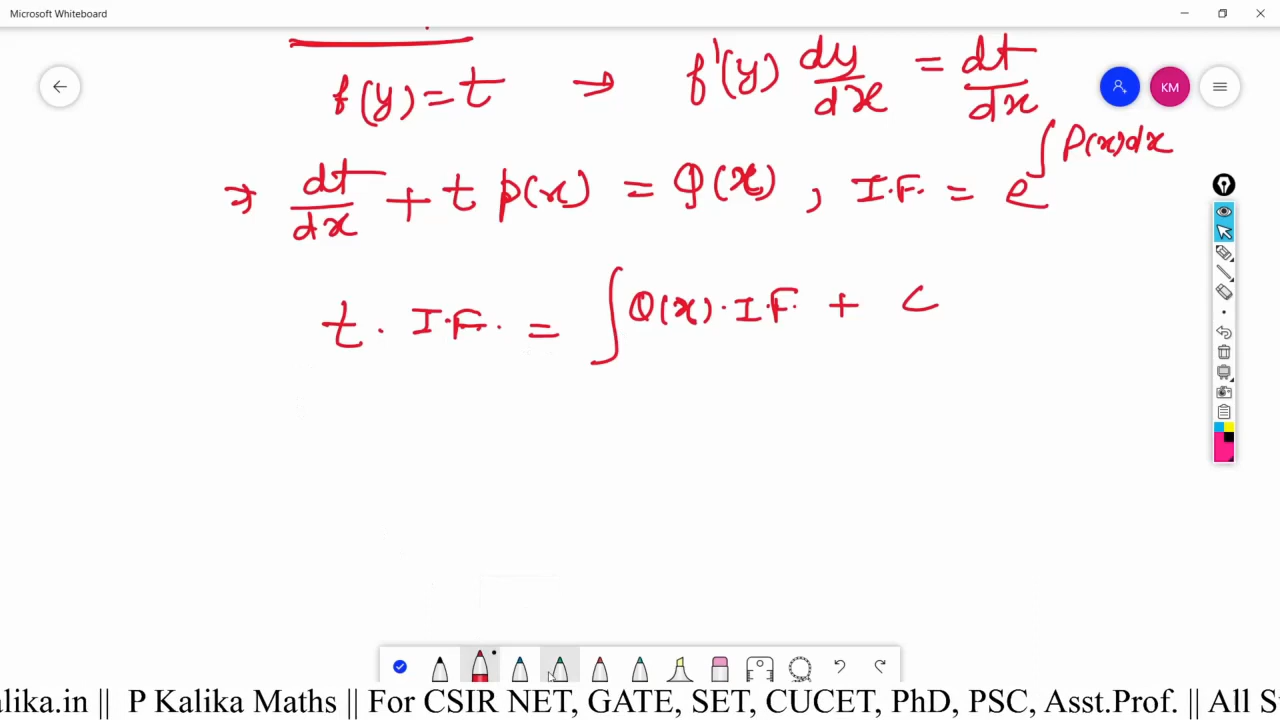 Microsoft Whiteboard
f(y) = t ⇒ f'(y) dy/dx = dt/dx
KM
⇒ dt/dx + t p(x) = Q(x) , I.F. = e^∫P(x)dx
t . I.F. = ∫Q(x) . I.F. + C
alika.in || P Kalika Maths || For CSIR NET, GATE, SET, CUCET, PhD, PSC, Asst.Prof. || All S